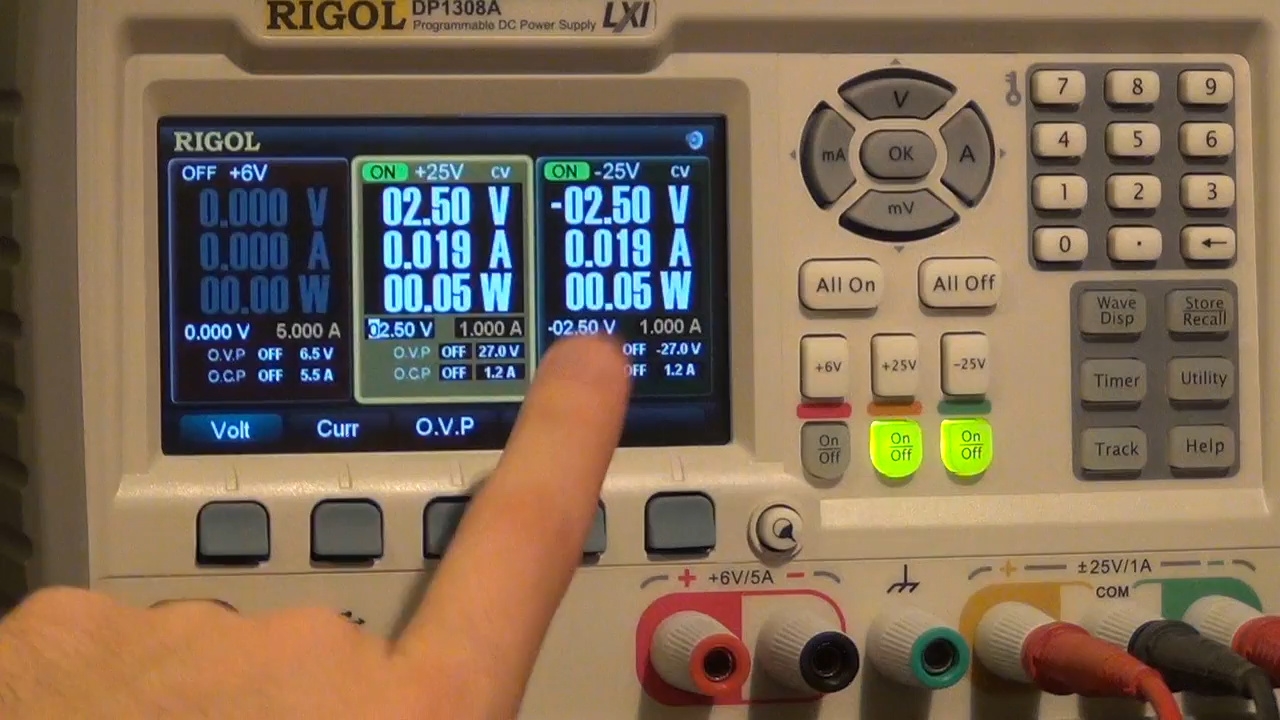 RIGOL DP1308A
Programmable DC Power Supply LXI
RIGOL
OFF +6V
0.000 V
0.000 A
00.00 W
0.000 V 5.000 A
O.V.P OFF 6.5 V
O.C.P OFF 5.5 A
ON +25V CV
02.50 V
0.019 A
00.05 W
02.50 V 1.000 A
O.V.P OFF 27.0 V
O.C.P OFF 1.2 A
ON -25V CV
-02.50 V
0.019 A
00.05 W
-02.50 V 1.000 A
OFF -27.0 V
OFF 1.2 A
Volt Curr O.V.P
V
mA OK A
mV
7 8 9
4 5 6
1 2 3
0 . ←
All On All Off
+6V +25V -25V
On/Off On/Off On/Off
Wave Disp Store Recall
Timer Utility
Track Help
+ +6V/5A −
+ ±25V/1A −
COM